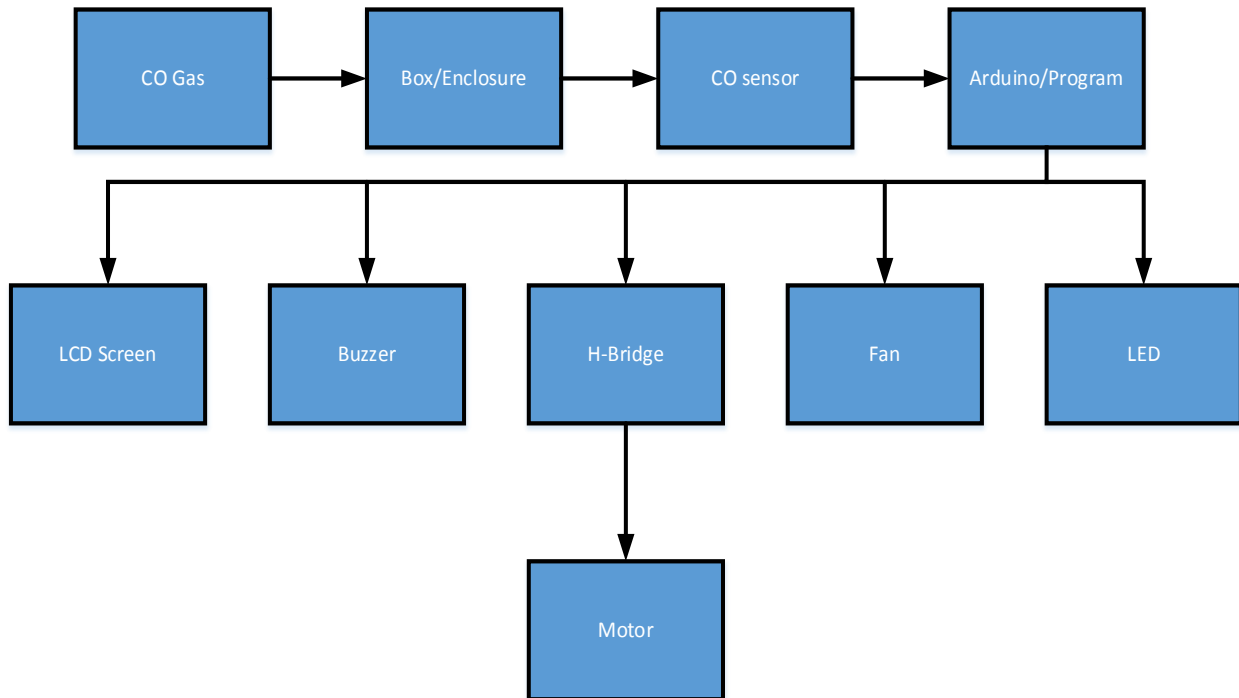 CO Gas
Box/Enclosure
CO sensor
Arduino/Program
LCD Screen
Buzzer
H-Bridge
Fan
LED
Motor